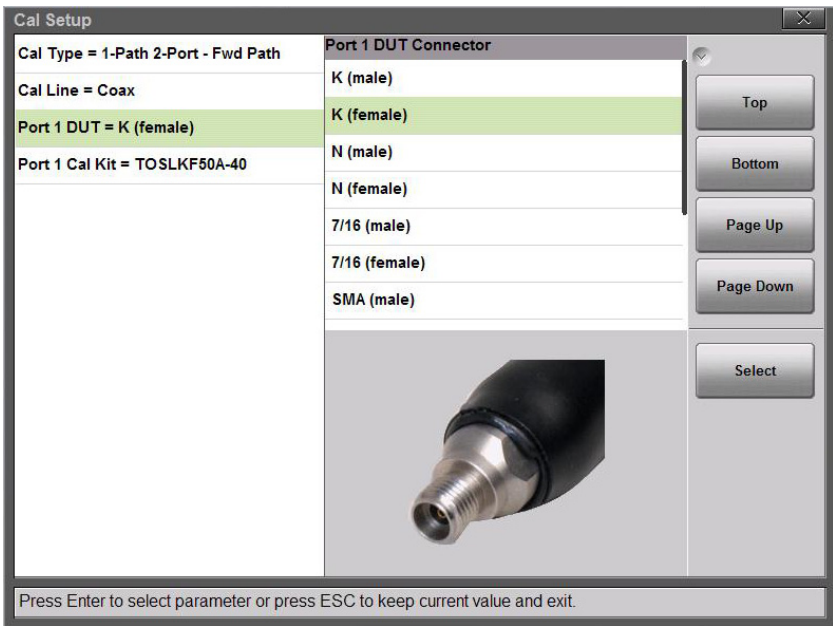 Cal Setup
Cal Type = 1-Path 2-Port - Fwd Path
Cal Line = Coax
Port 1 DUT = K (female)
Port 1 Cal Kit = TOSLKF50A-40
Port 1 DUT Connector
K (male)
K (female)
N (male)
N (female)
7/16 (male)
7/16 (female)
SMA (male)
Top
Bottom
Page Up
Page Down
Select
Press Enter to select parameter or press ESC to keep current value and exit.